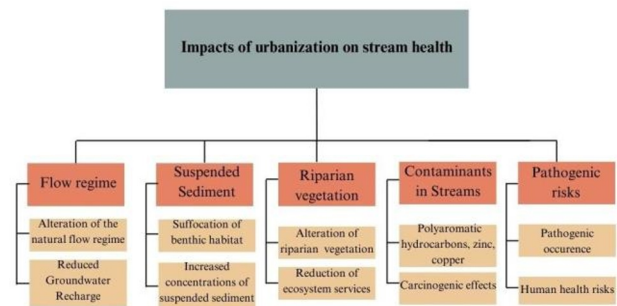 Impacts of urbanization on stream health
Flow regime
Alteration of the
natural flow regime
Reduced
Groundwater
Recharge
Suspended
Sediment
Suffocation of
benthic habitat
Increased
concentrations of
suspended sediment
Riparian
vegetation
Alteration of
riparian vegetation
Reduction of
ecosystem services
Contaminants
in Streams
Polyaromatic
hydrocarbons, zinc,
copper
Carcinogenic effects
Pathogenic
risks
Pathogenic
occurence
Human health risks